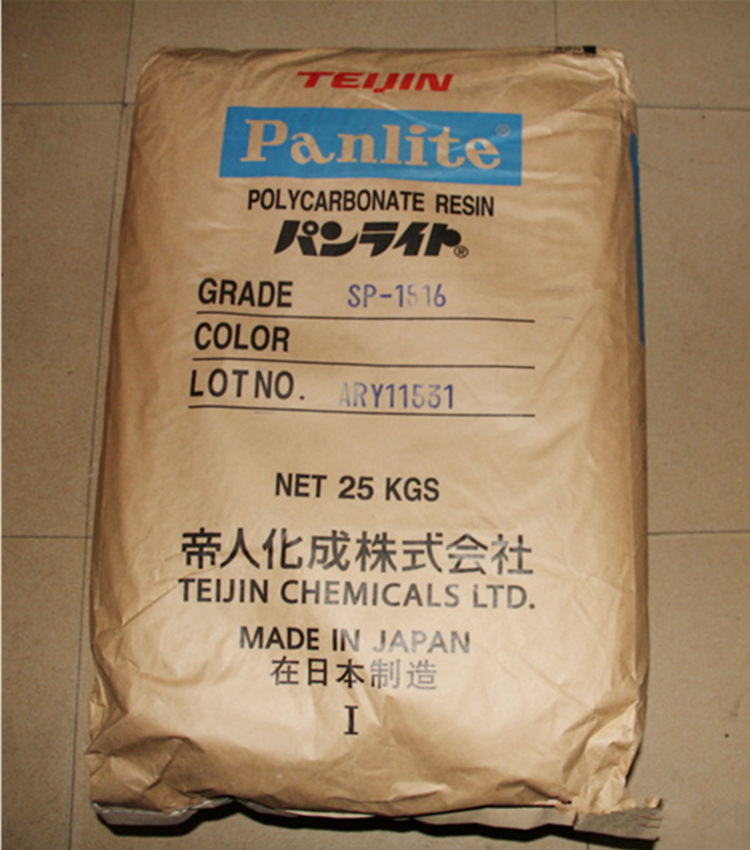 TEIJIN
Panlite®
POLYCARBONATE RESIN
パンライト®
GRADE SP-1516
COLOR
LOT NO. ARY11531
NET 25 KGS
帝人化成株式会社
TEIJIN CHEMICALS LTD.
MADE IN JAPAN
在日本制造
I